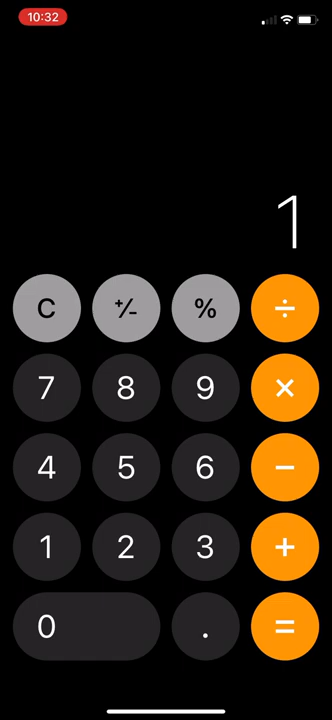 10:32
1
C ⁺∕₋ % ÷
7 8 9 ×
4 5 6 −
1 2 3 +
0 . =